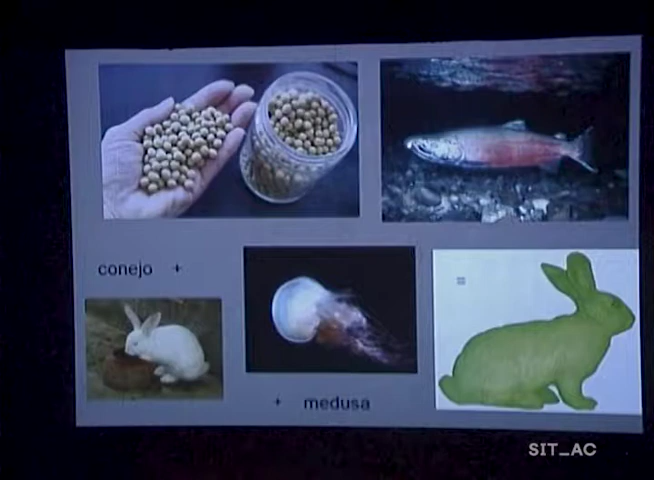 conejo +
=
+ medusa
SIT_AC